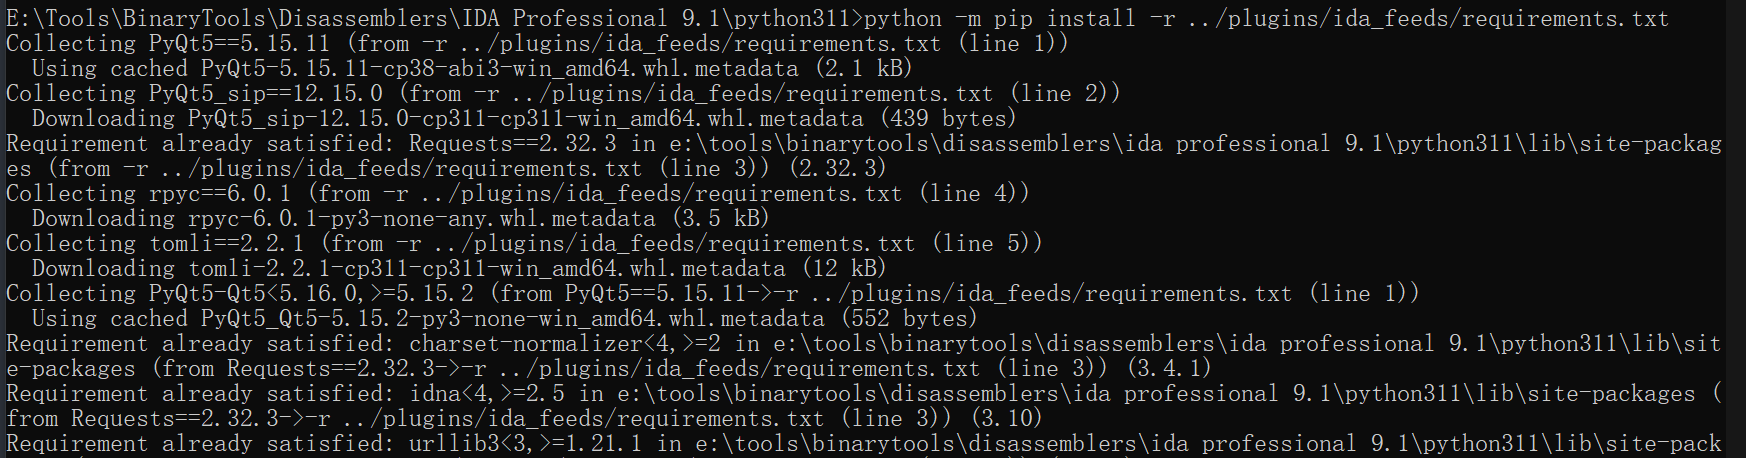 E:\Tools\BinaryTools\Disassemblers\IDA Professional 9.1\python311>python -m pip install -r ../plugins/ida_feeds/requirements.txt
Collecting PyQt5==5.15.11 (from -r ../plugins/ida_feeds/requirements.txt (line 1))
  Using cached PyQt5-5.15.11-cp38-abi3-win_amd64.whl.metadata (2.1 kB)
Collecting PyQt5_sip==12.15.0 (from -r ../plugins/ida_feeds/requirements.txt (line 2))
  Downloading PyQt5_sip-12.15.0-cp311-cp311-win_amd64.whl.metadata (439 bytes)
Requirement already satisfied: Requests==2.32.3 in e:\tools\binarytools\disassemblers\ida professional 9.1\python311\lib\site-packag
es (from -r ../plugins/ida_feeds/requirements.txt (line 3)) (2.32.3)
Collecting rpyc==6.0.1 (from -r ../plugins/ida_feeds/requirements.txt (line 4))
  Downloading rpyc-6.0.1-py3-none-any.whl.metadata (3.5 kB)
Collecting tomli==2.2.1 (from -r ../plugins/ida_feeds/requirements.txt (line 5))
  Downloading tomli-2.2.1-cp311-cp311-win_amd64.whl.metadata (12 kB)
Collecting PyQt5-Qt5<5.16.0,>=5.15.2 (from PyQt5==5.15.11->-r ../plugins/ida_feeds/requirements.txt (line 1))
  Using cached PyQt5_Qt5-5.15.2-py3-none-win_amd64.whl.metadata (552 bytes)
Requirement already satisfied: charset-normalizer<4,>=2 in e:\tools\binarytools\disassemblers\ida professional 9.1\python311\lib\sit
e-packages (from Requests==2.32.3->-r ../plugins/ida_feeds/requirements.txt (line 3)) (3.4.1)
Requirement already satisfied: idna<4,>=2.5 in e:\tools\binarytools\disassemblers\ida professional 9.1\python311\lib\site-packages (
from Requests==2.32.3->-r ../plugins/ida_feeds/requirements.txt (line 3)) (3.10)
Requirement already satisfied: urllib3<3,>=1.21.1 in e:\tools\binarytools\disassemblers\ida professional 9.1\python311\lib\site-pack